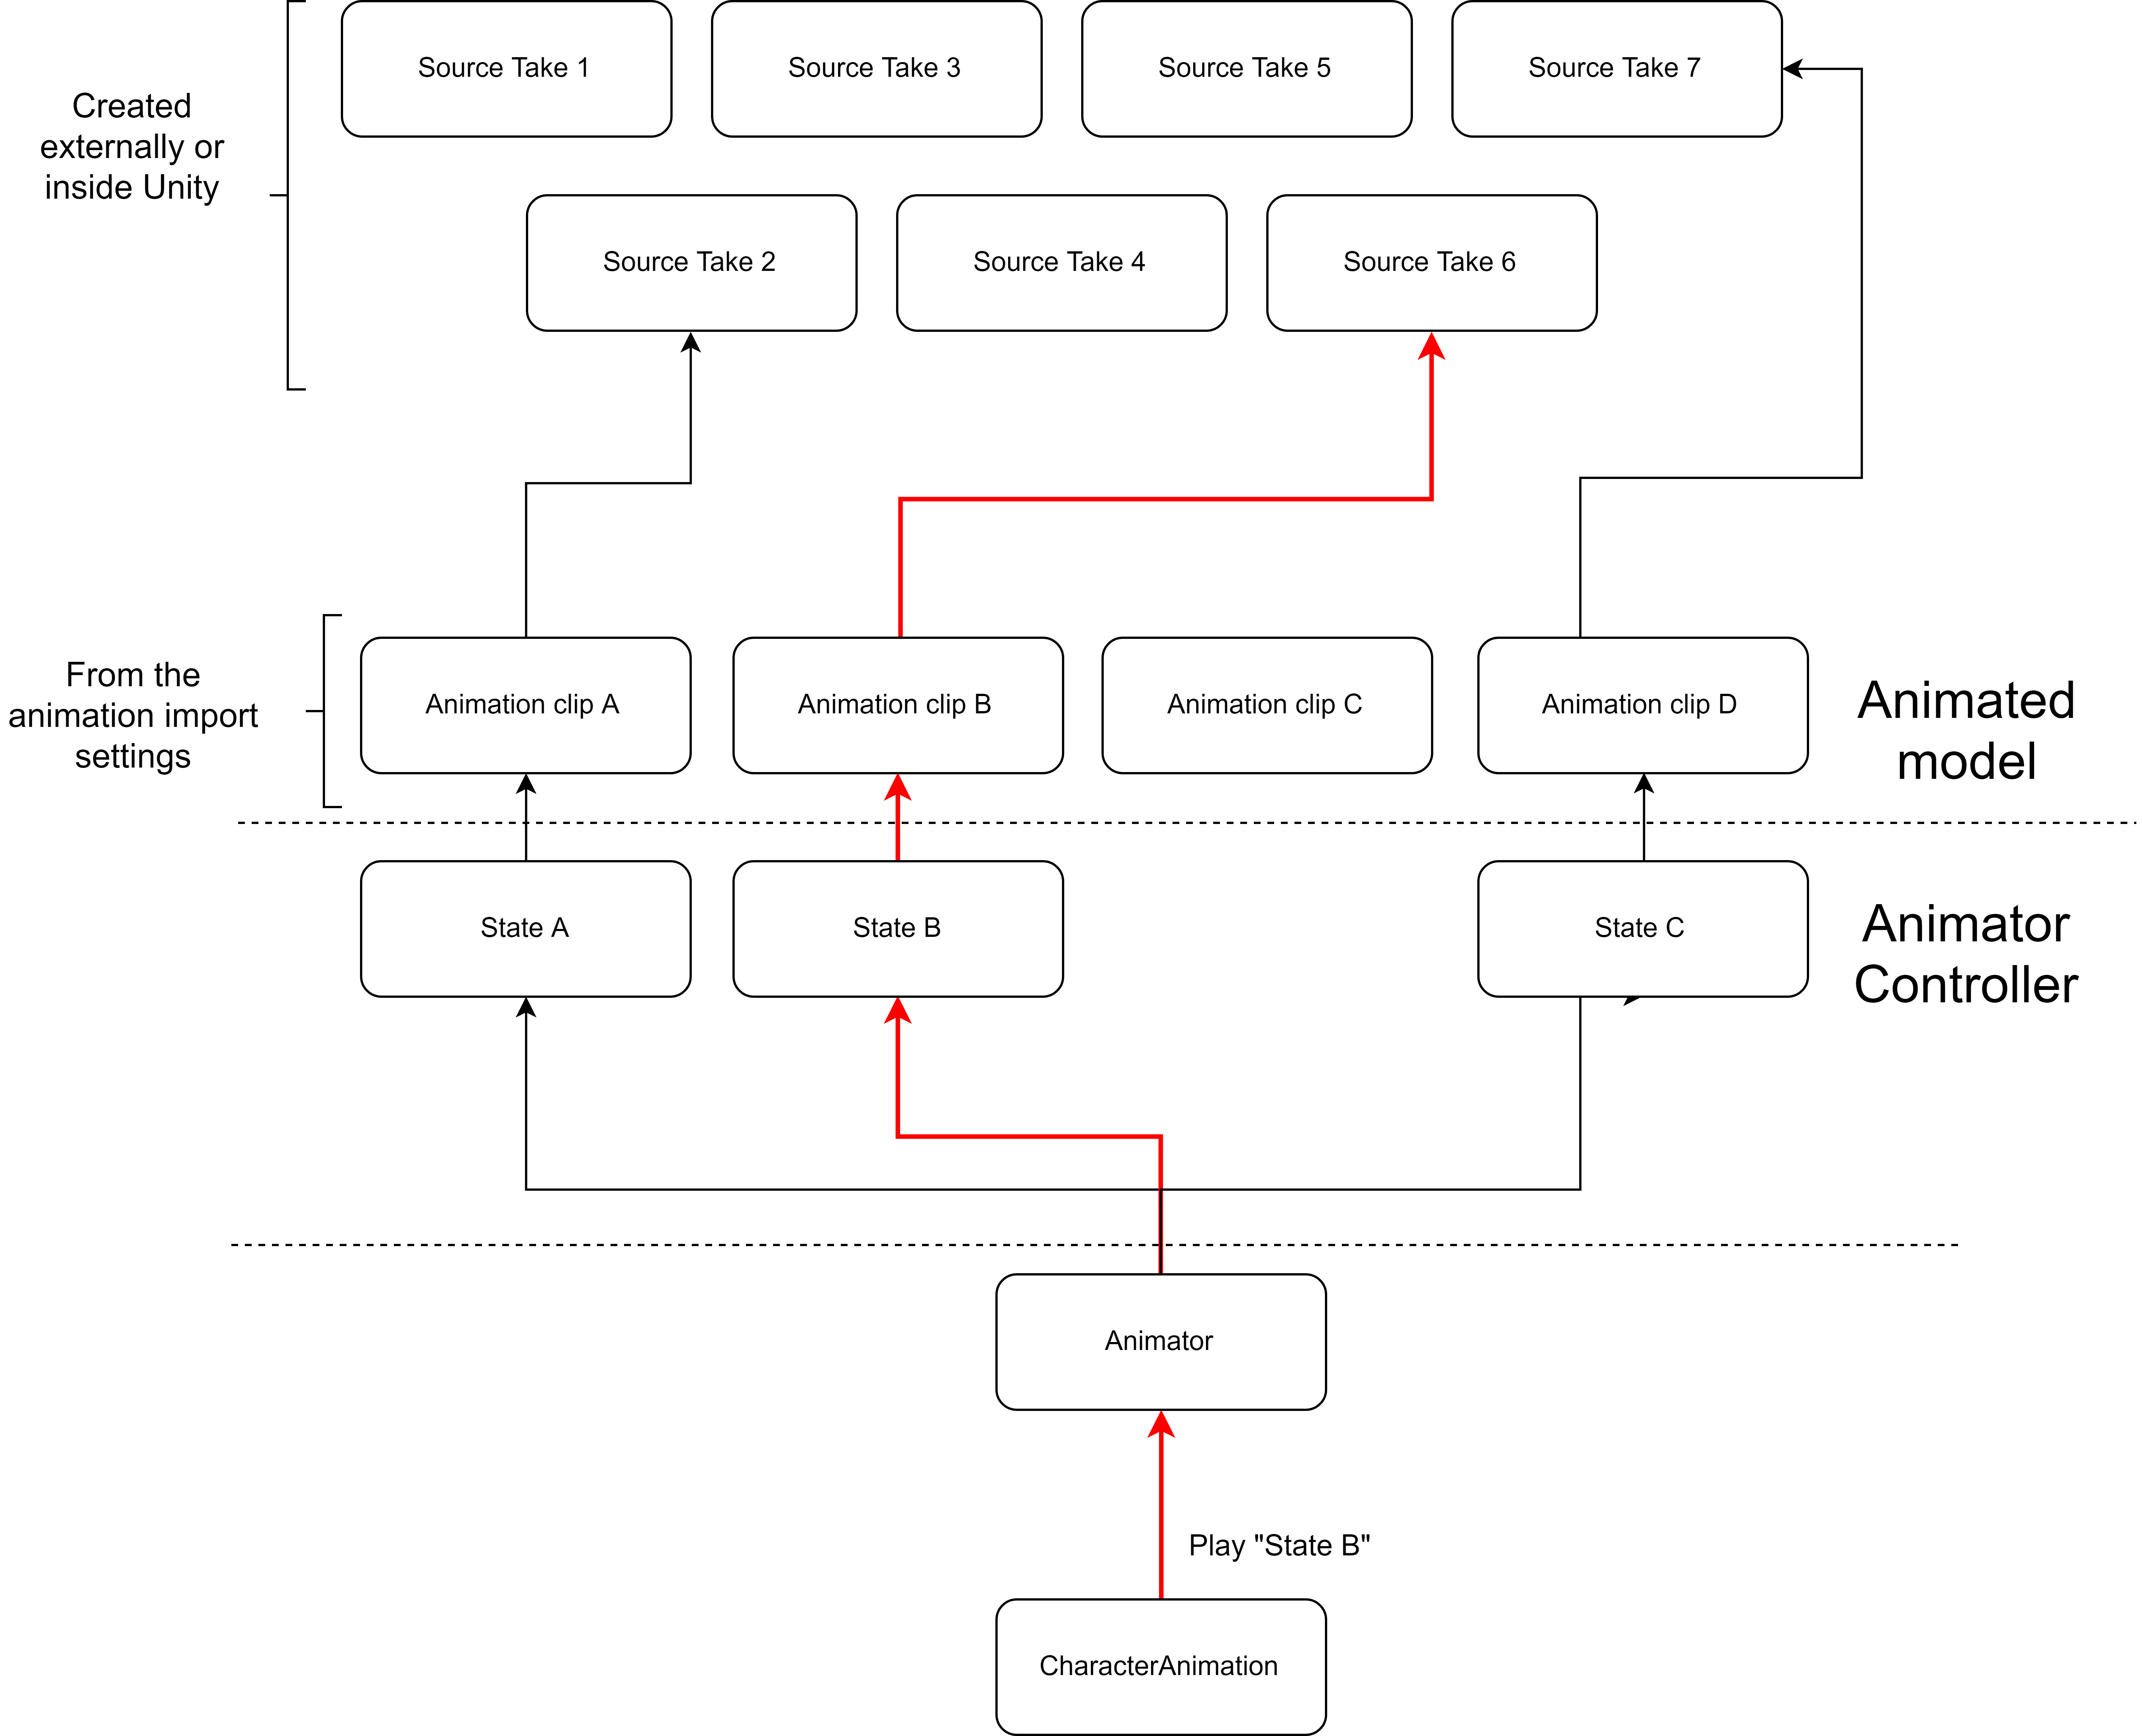 Source Take 1
Source Take 3
Source Take 5
Source Take 7
Created
externally or
inside Unity
Source Take 2
Source Take 4
Source Take 6
From the
animation import
settings
Animation clip A
Animation clip B
Animation clip C
Animation clip D
Animated
model
State A
State B
State C
Animator
Controller
Animator
Play "State B"
CharacterAnimation